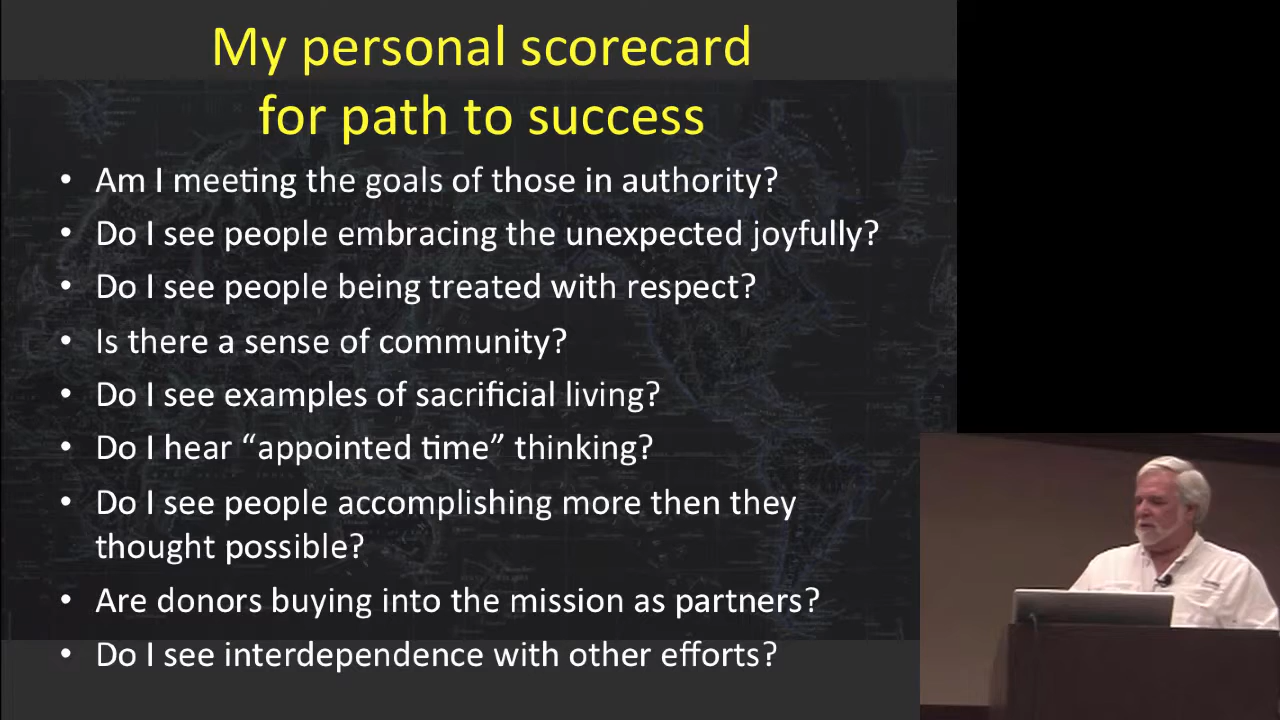 My personal scorecard
for path to success
• Am I meeting the goals of those in authority?
• Do I see people embracing the unexpected joyfully?
• Do I see people being treated with respect?
• Is there a sense of community?
• Do I see examples of sacrificial living?
• Do I hear “appointed time” thinking?
• Do I see people accomplishing more then they
thought possible?
• Are donors buying into the mission as partners?
• Do I see interdependence with other efforts?